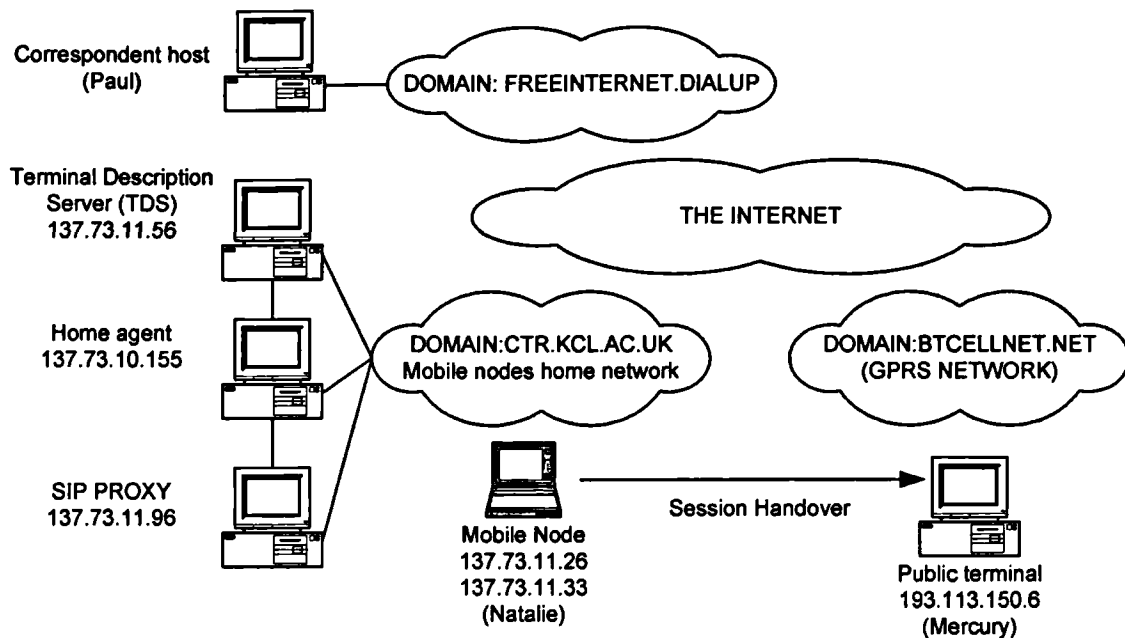 Correspondent host
(Paul)
DOMAIN: FREEINTERNET.DIALUP
Terminal Description
Server (TDS)
137.73.11.56
THE INTERNET
Home agent
137.73.10.155
DOMAIN:CTR.KCL.AC.UK
Mobile nodes home network
DOMAIN:BTCELLNET.NET
(GPRS NETWORK)
SIP PROXY
137.73.11.96
Session Handover
Mobile Node
137.73.11.26
137.73.11.33
(Natalie)
Public terminal
193.113.150.6
(Mercury)